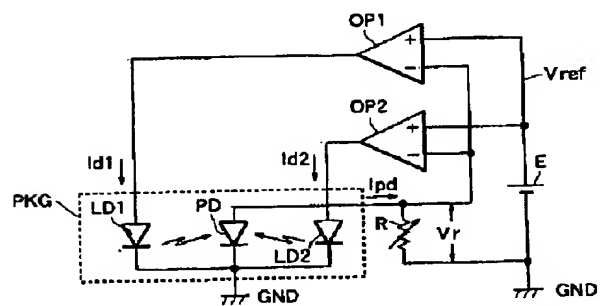 OP1
+
−
Vref
OP2
+
−
Id1
Id2
E
PKG
Ipd
LD1
PD
LD2
R
Vr
GND
GND